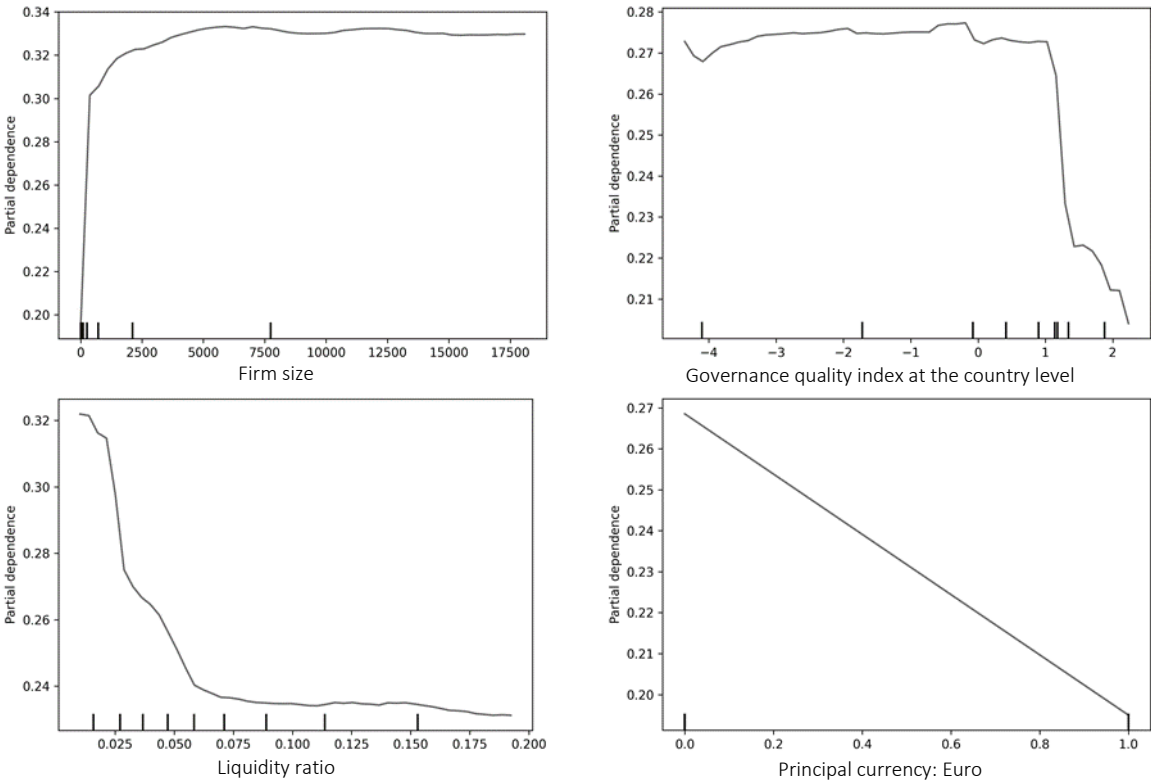 0.34
0.32
0.30
0.28
0.26
0.24
0.22
0.20
Partial dependence
0 2500 5000 7500 10000 12500 15000 17500
Firm size
0.28
0.27
0.26
0.25
0.24
0.23
0.22
0.21
Partial dependence
−4 −3 −2 −1 0 1 2
Governance quality index at the country level
0.32
0.30
0.28
0.26
0.24
Partial dependence
0.025 0.050 0.075 0.100 0.125 0.150 0.175 0.200
Liquidity ratio
0.27
0.26
0.25
0.24
0.23
0.22
0.21
0.20
Partial dependence
0.0 0.2 0.4 0.6 0.8 1.0
Principal currency: Euro